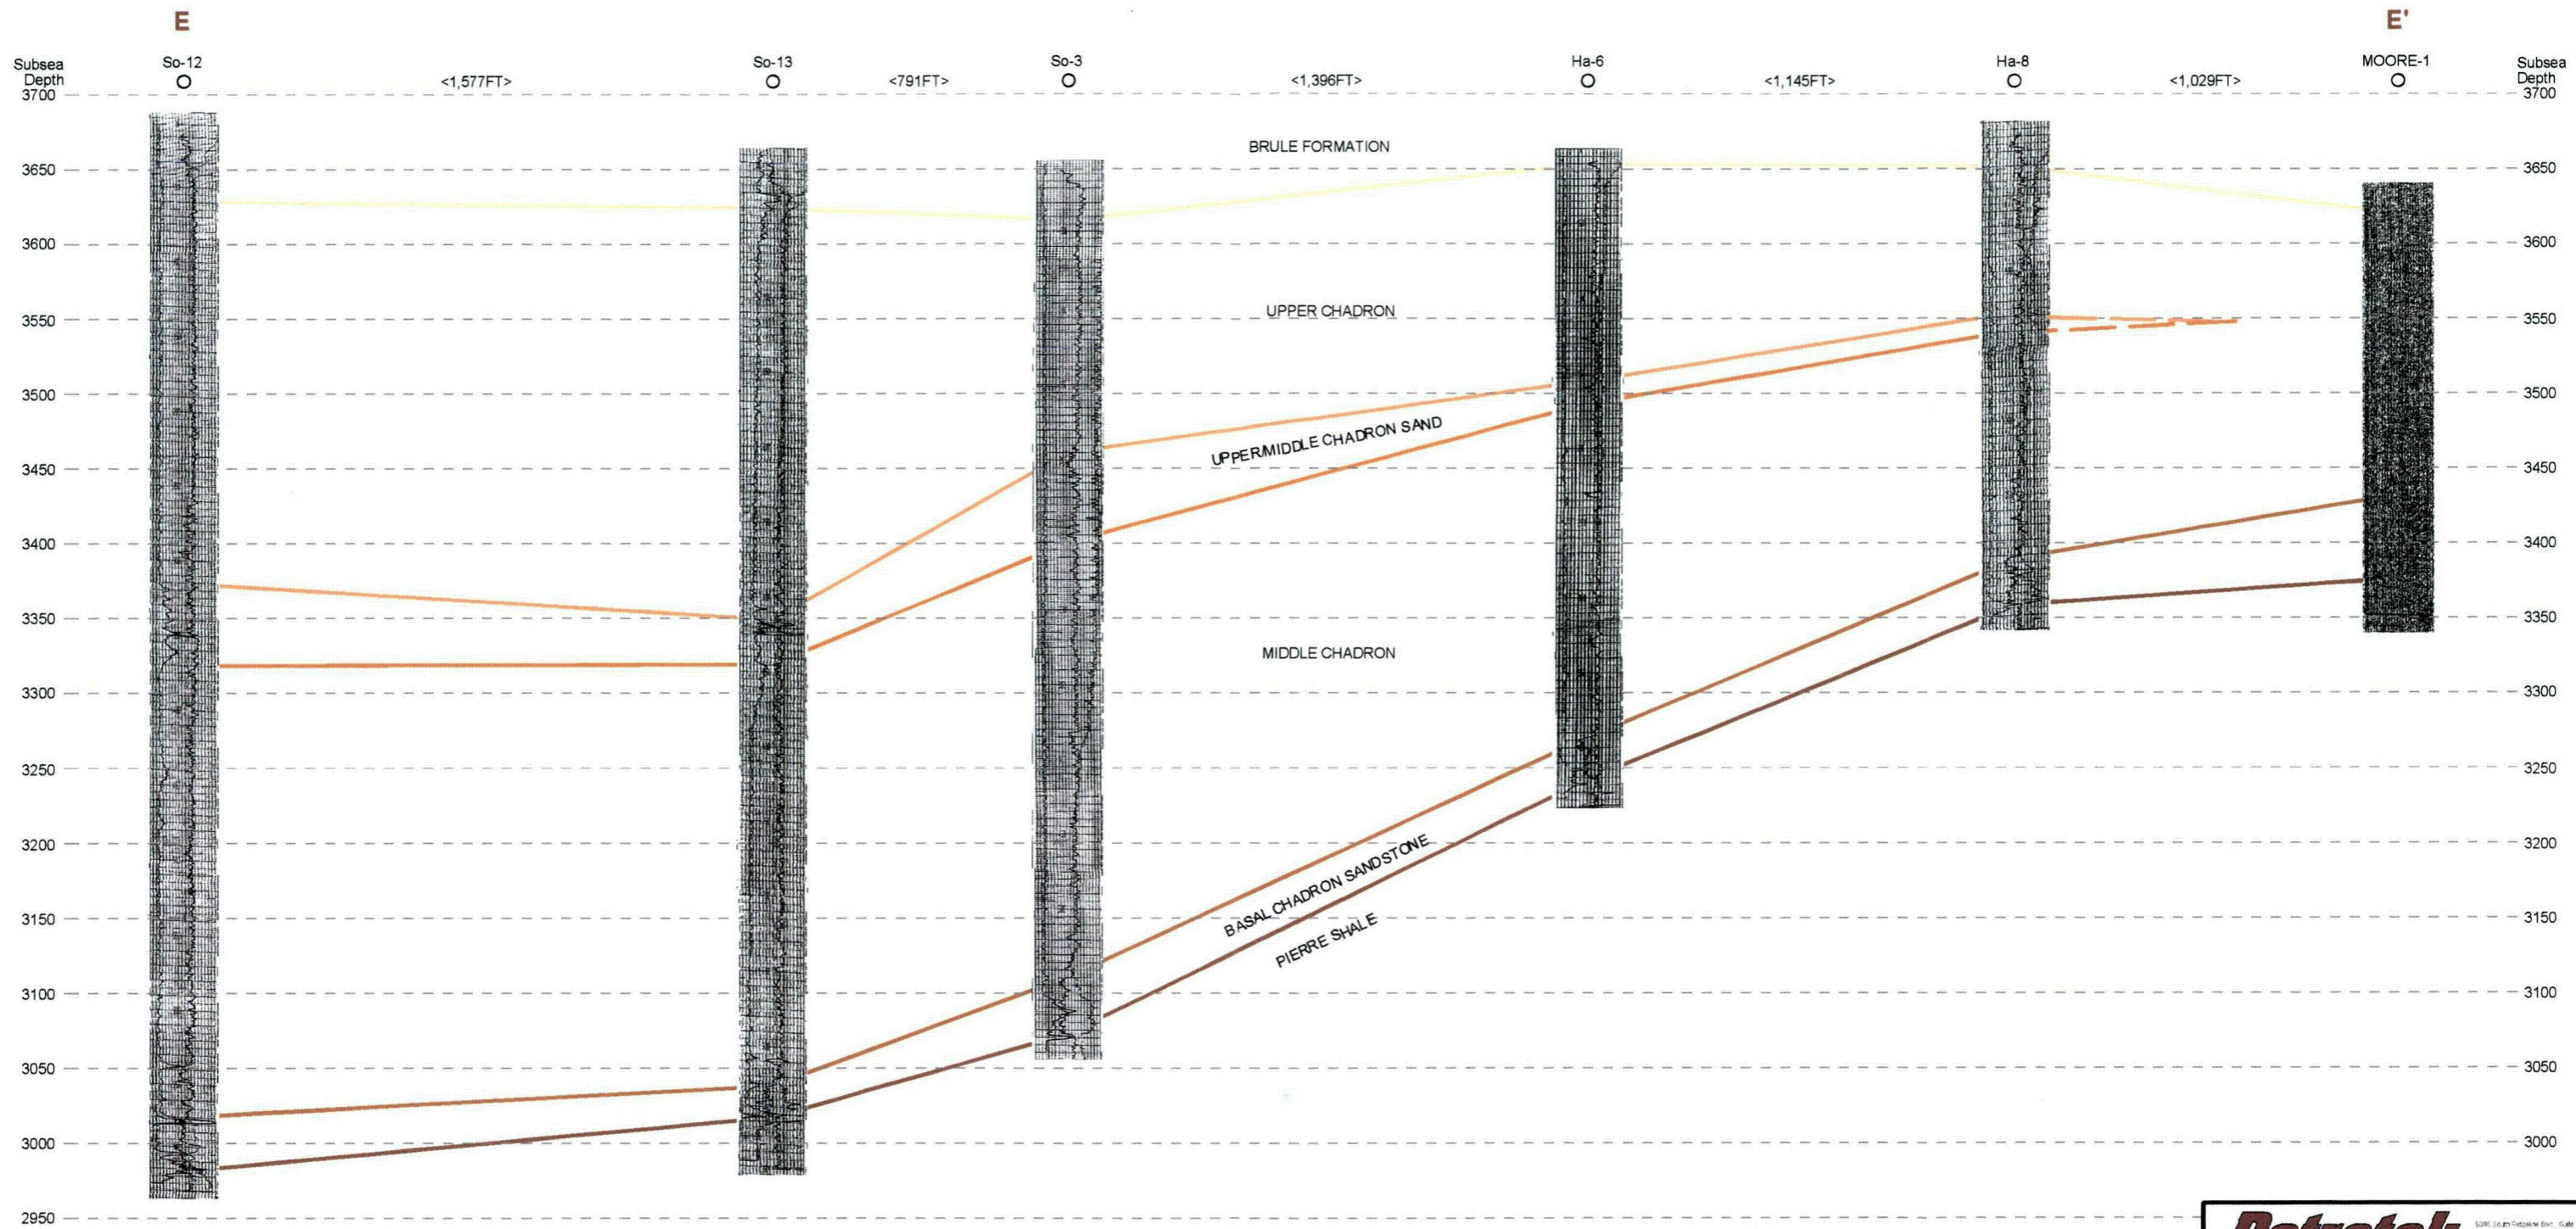 E
E'
So-12
So-13
So-3
Ha-6
Ha-8
MOORE-1
Subsea
Depth
<1,577FT>
<791FT>
<1,396FT>
<1,145FT>
<1,029FT>
Subsea
Depth
3700
3700
BRULE FORMATION
3650
3650
3600
3600
UPPER CHADRON
3550
3550
3500
3500
UPPER/MIDDLE CHADRON SAND
3450
3450
3400
3400
3350
3350
MIDDLE CHADRON
3300
3300
3250
3250
3200
3200
BASAL CHADRON SANDSTONE
PIERRE SHALE
3150
3150
3100
3100
3050
3050
3000
3000
2950
Petrotek